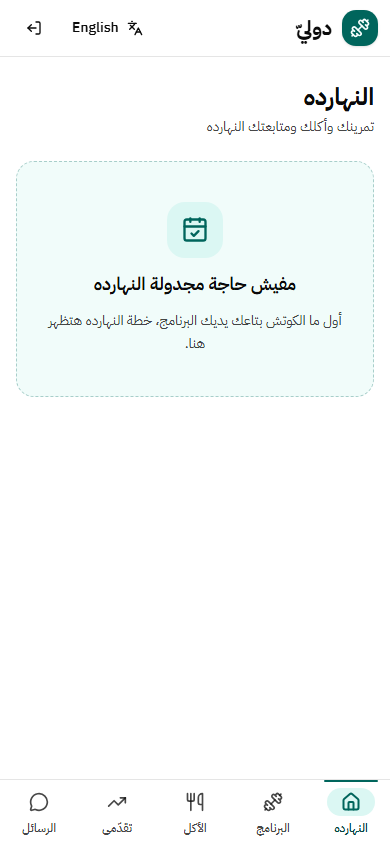 دوليّ
English
النهارده
تمرينك وأكلك ومتابعتك النهارده
مفيش حاجة مجدولة النهارده
أول ما الكوتش بتاعك يديك البرنامج، خطة النهارده هتظهر
هنا.
النهارده
البرنامج
الأكل
تقدّمى
الرسائل